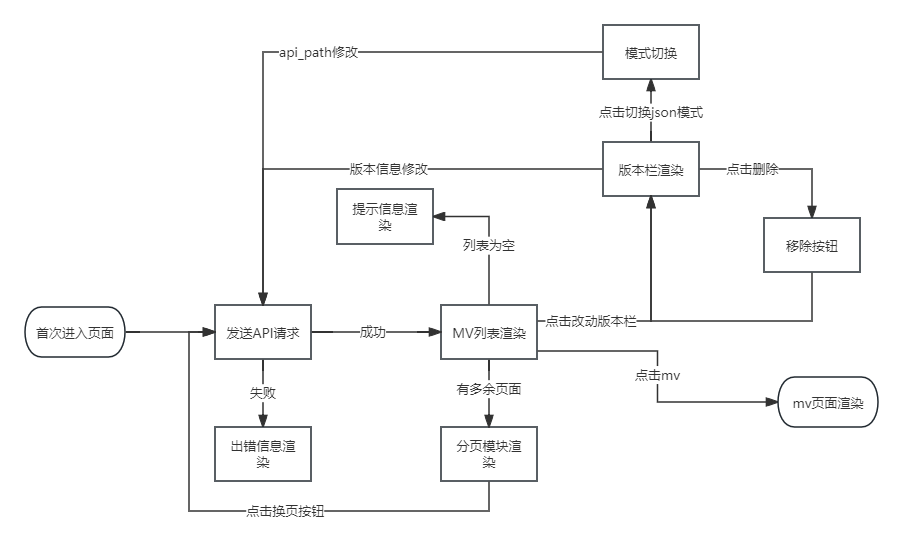 模式切换
api_path修改
点击切换json模式
版本信息修改
版本栏渲染
点击删除
提示信息渲
染
列表为空
移除按钮
首次进入页面
发送API请求
成功
MV列表渲染
点击改动版本栏
点击mv
失败
有多余页面
mv页面渲染
出错信息渲
染
分页模块渲
染
点击换页按钮